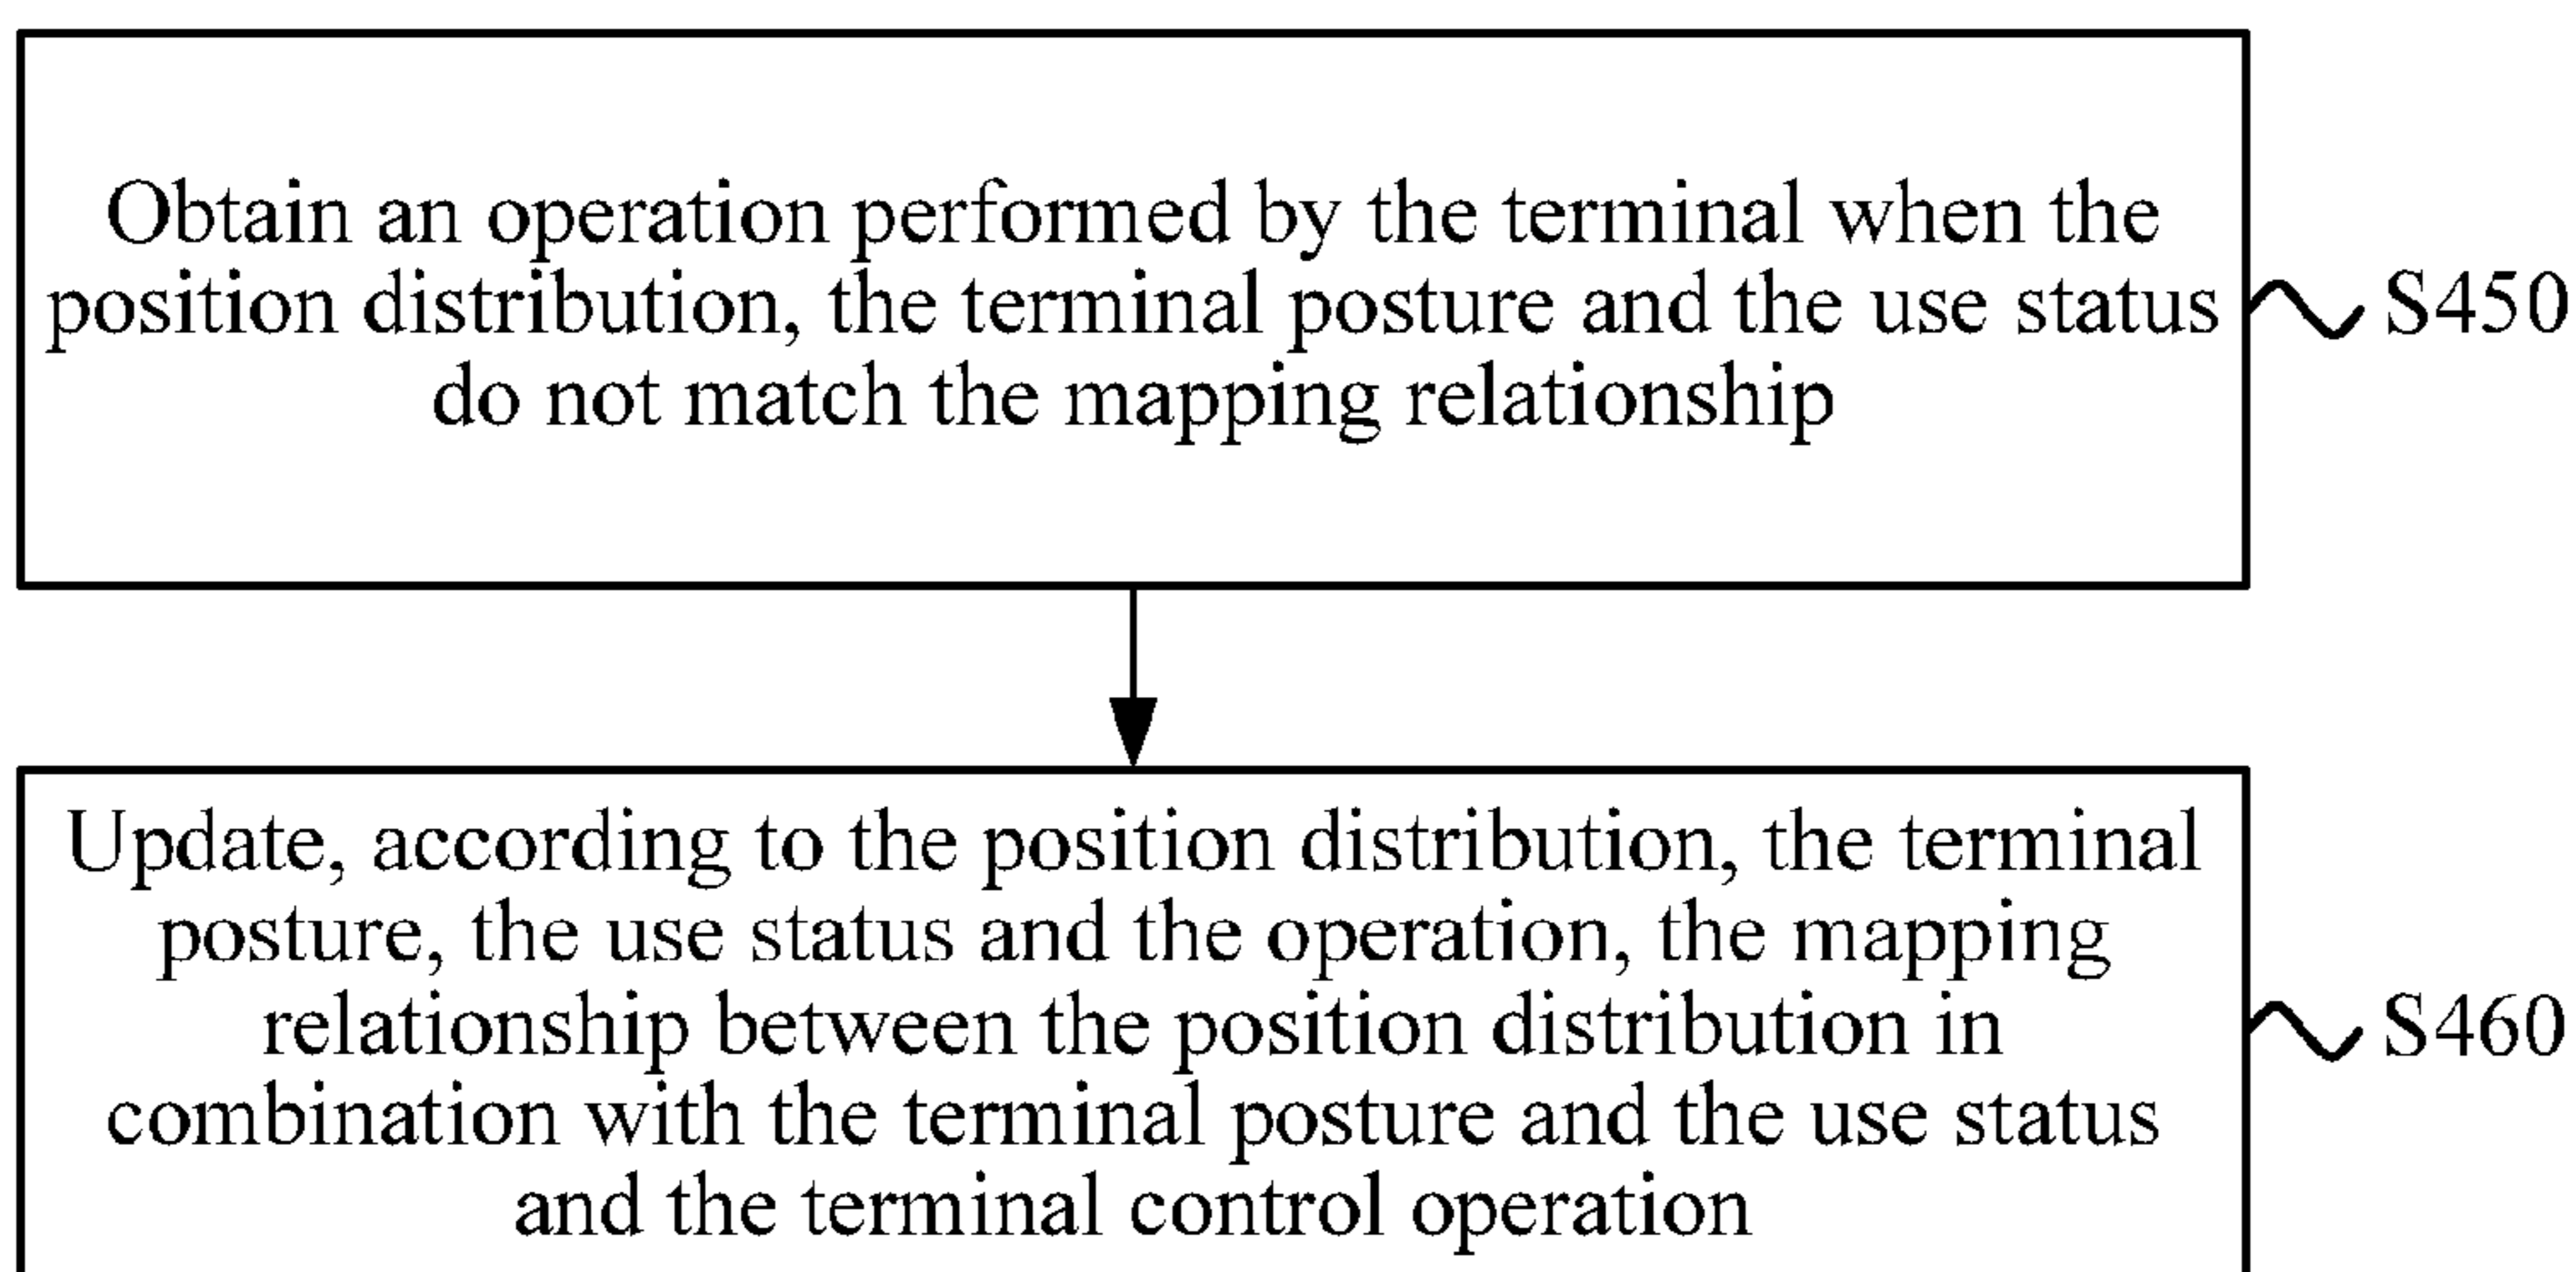 Obtain an operation performed by the terminal when the
position distribution, the terminal posture and the use status
do not match the mapping relationship
S450
Update, according to the position distribution, the terminal
posture, the use status and the operation, the mapping
relationship between the position distribution in
combination with the terminal posture and the use status
and the terminal control operation
S460